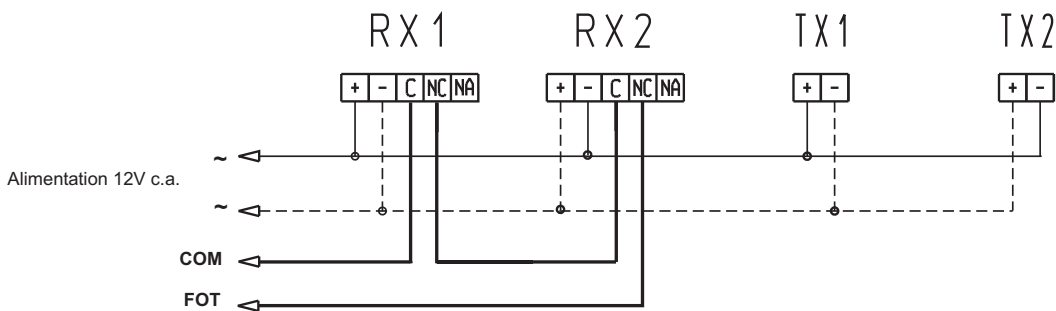 RX1 RX2 TX1 TX2
+ - C NC NA + - C NC NA + - + -
~
Alimentation 12V c.a.
~
COM
FOT